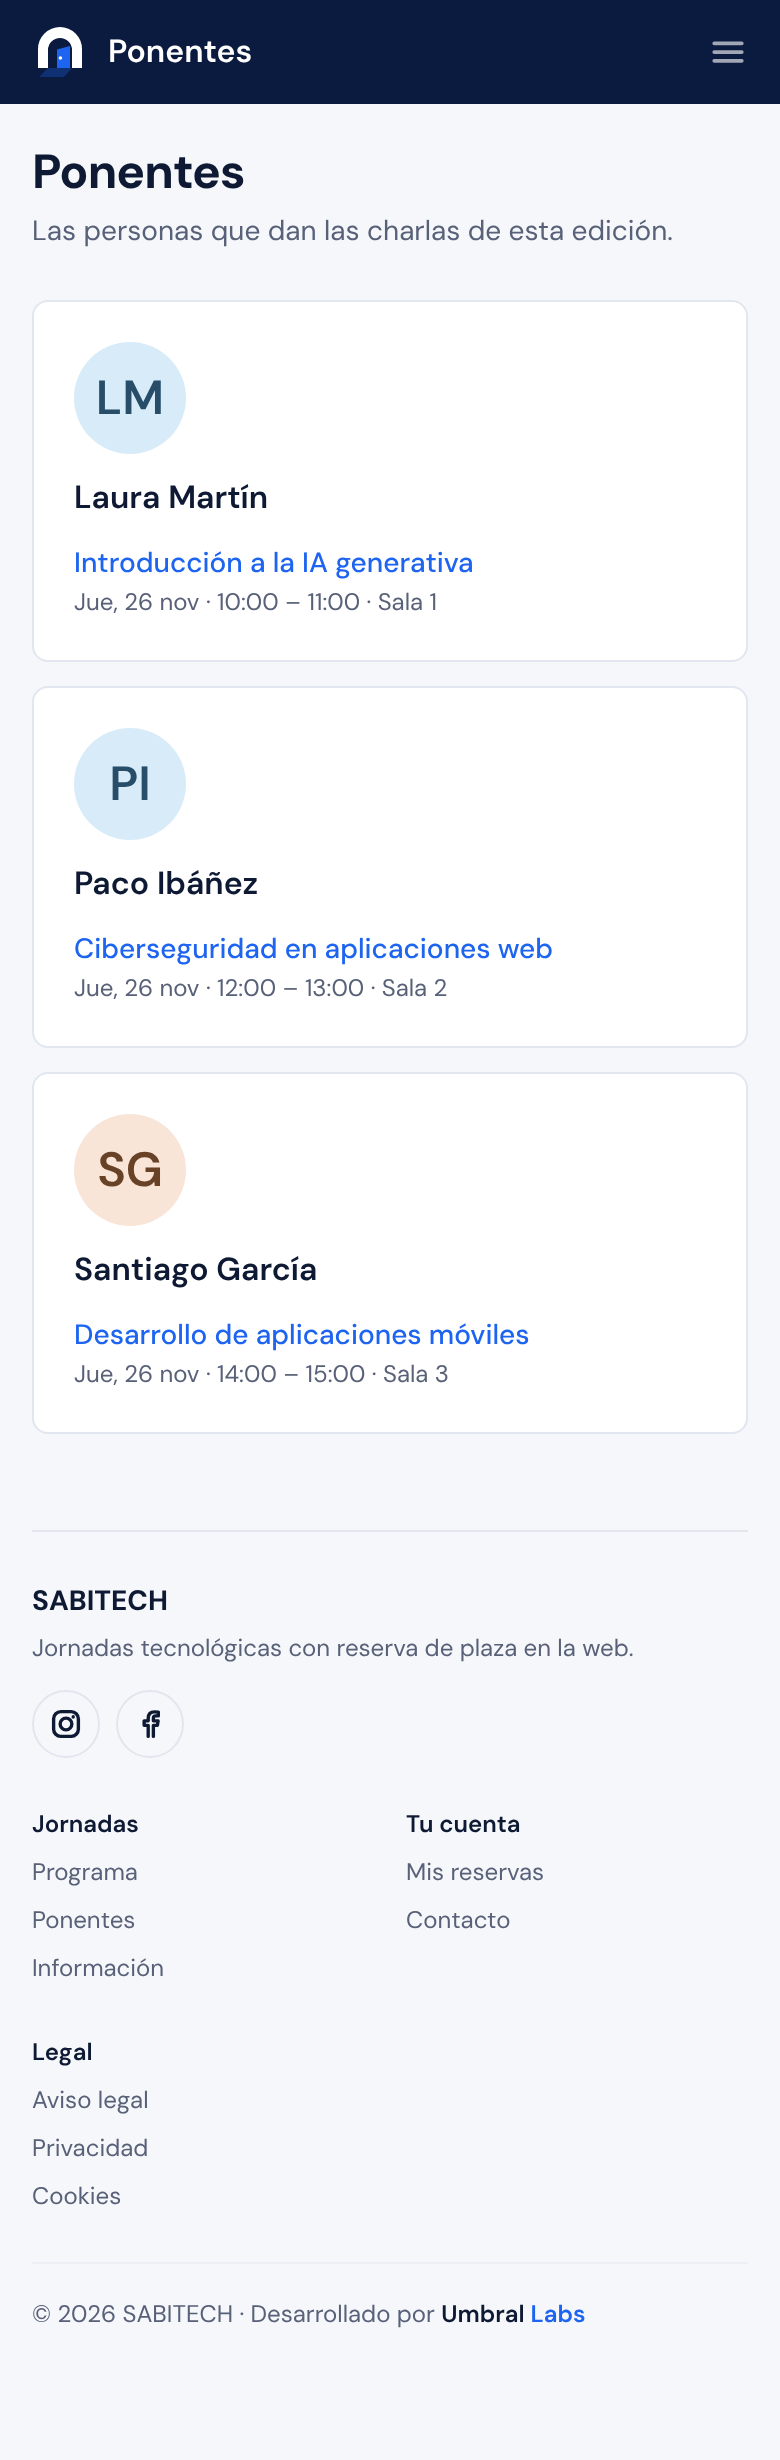 Ponentes
Ponentes
Las personas que dan las charlas de esta edición.
LM
Laura Martín
Introducción a la IA generativa
Jue, 26 nov · 10:00 – 11:00 · Sala 1
PI
Paco Ibáñez
Ciberseguridad en aplicaciones web
Jue, 26 nov · 12:00 – 13:00 · Sala 2
SG
Santiago García
Desarrollo de aplicaciones móviles
Jue, 26 nov · 14:00 – 15:00 · Sala 3
SABITECH
Jornadas tecnológicas con reserva de plaza en la web.
Jornadas
Programa
Ponentes
Información
Tu cuenta
Mis reservas
Contacto
Legal
Aviso legal
Privacidad
Cookies
© 2026 SABITECH · Desarrollado por Umbral Labs